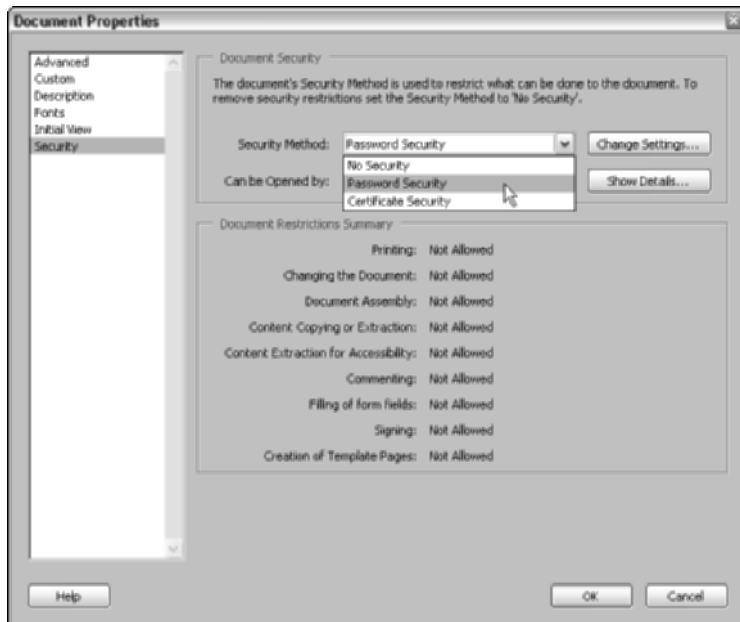 Document Properties
Advanced
Custom
Description
Fonts
Initial View
Security
Document Security
The document's Security Method is used to restrict what can be done to the document. To
remove security restrictions set the Security Method to 'No Security'.
Security Method: Password Security Change Settings...
No Security
Can be Opened by: Password Security Show Details...
Certificate Security
Document Restrictions Summary
Printing: Not Allowed
Changing the Document: Not Allowed
Document Assembly: Not Allowed
Content Copying or Extraction: Not Allowed
Content Extraction for Accessibility: Not Allowed
Commenting: Not Allowed
Filling of form fields: Not Allowed
Signing: Not Allowed
Creation of Template Pages: Not Allowed
Help OK Cancel